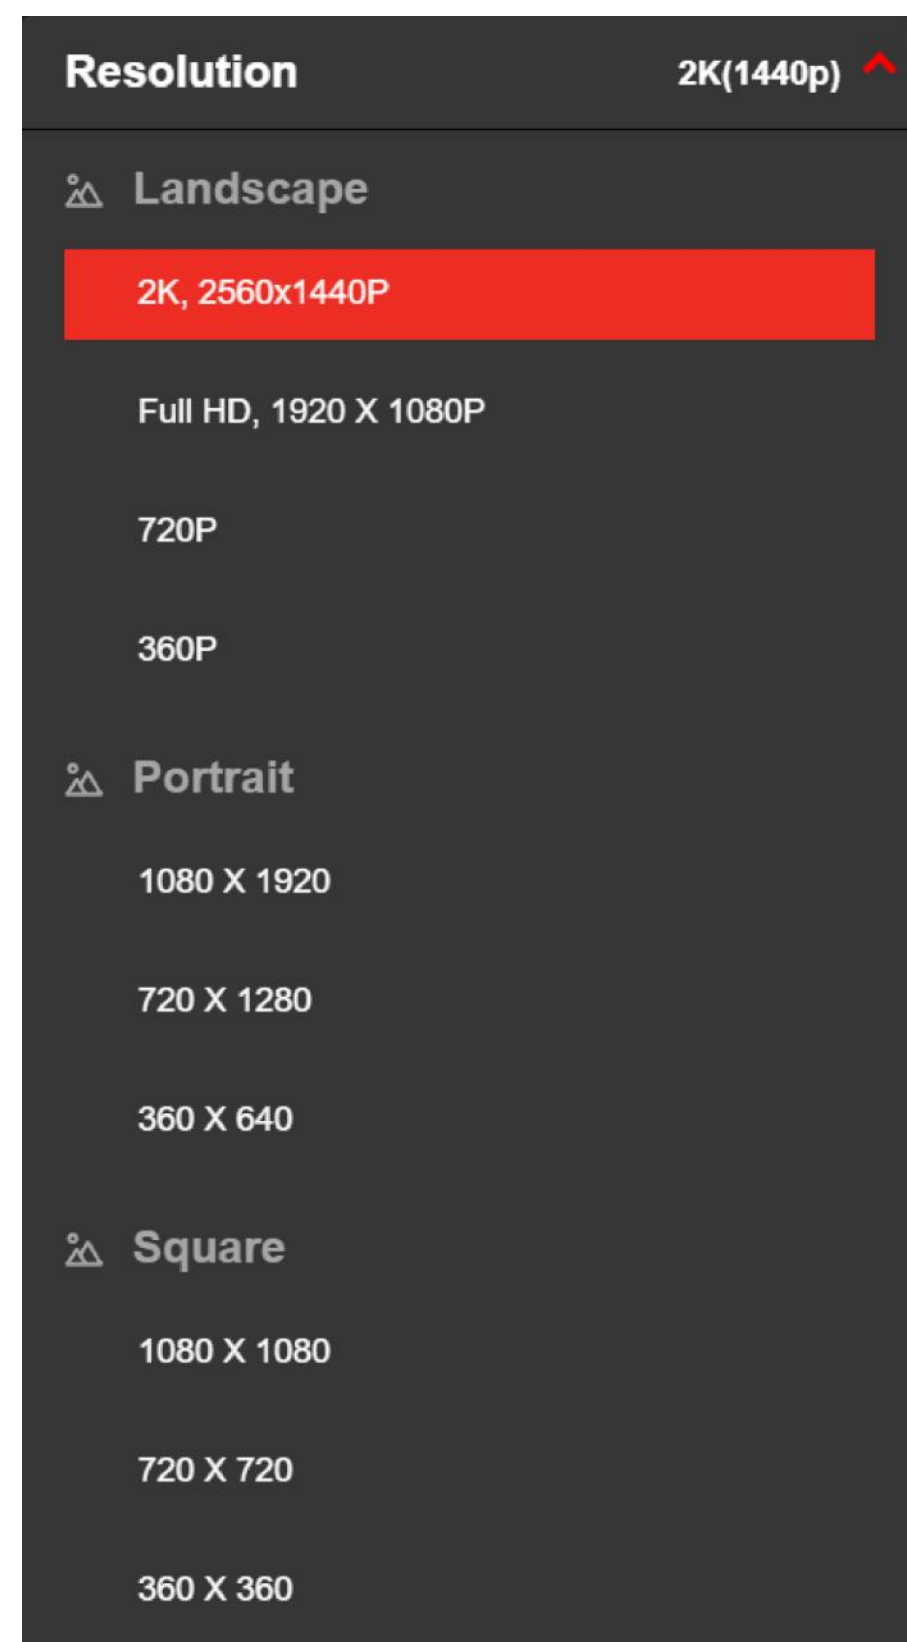 Resolution 2K(1440p)
Landscape
2K, 2560x1440P
Full HD, 1920 X 1080P
720P
360P
Portrait
1080 X 1920
720 X 1280
360 X 640
Square
1080 X 1080
720 X 720
360 X 360